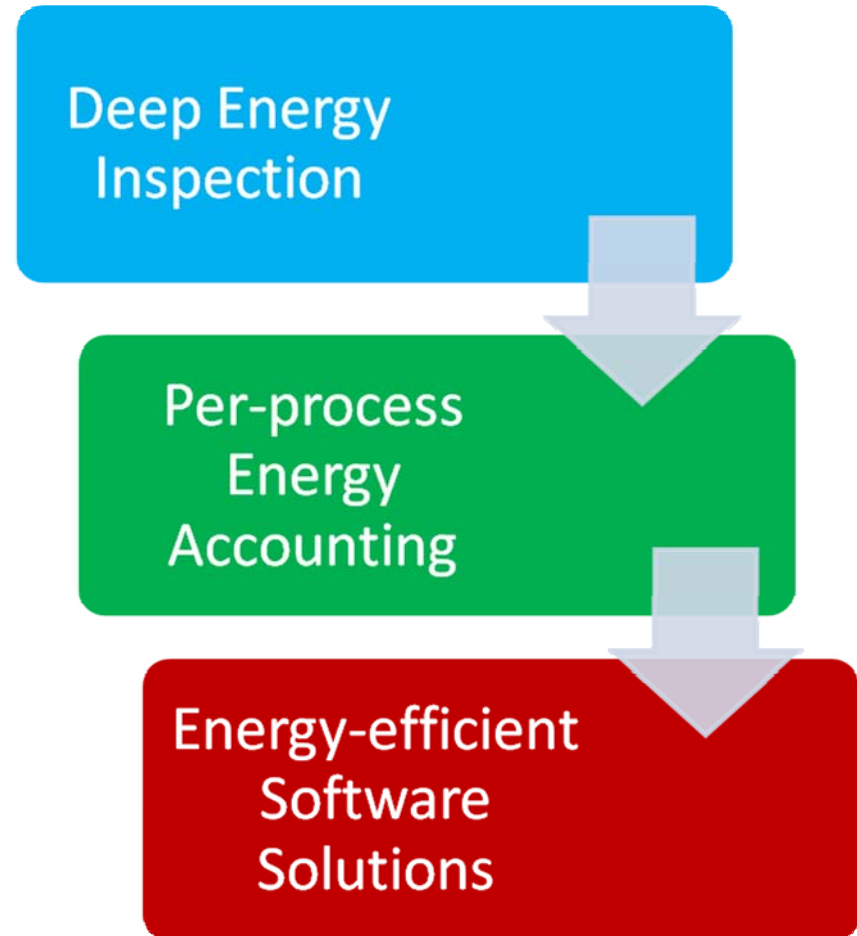 Deep Energy
Inspection
Per-process
Energy
Accounting
Energy-efficient
Software
Solutions